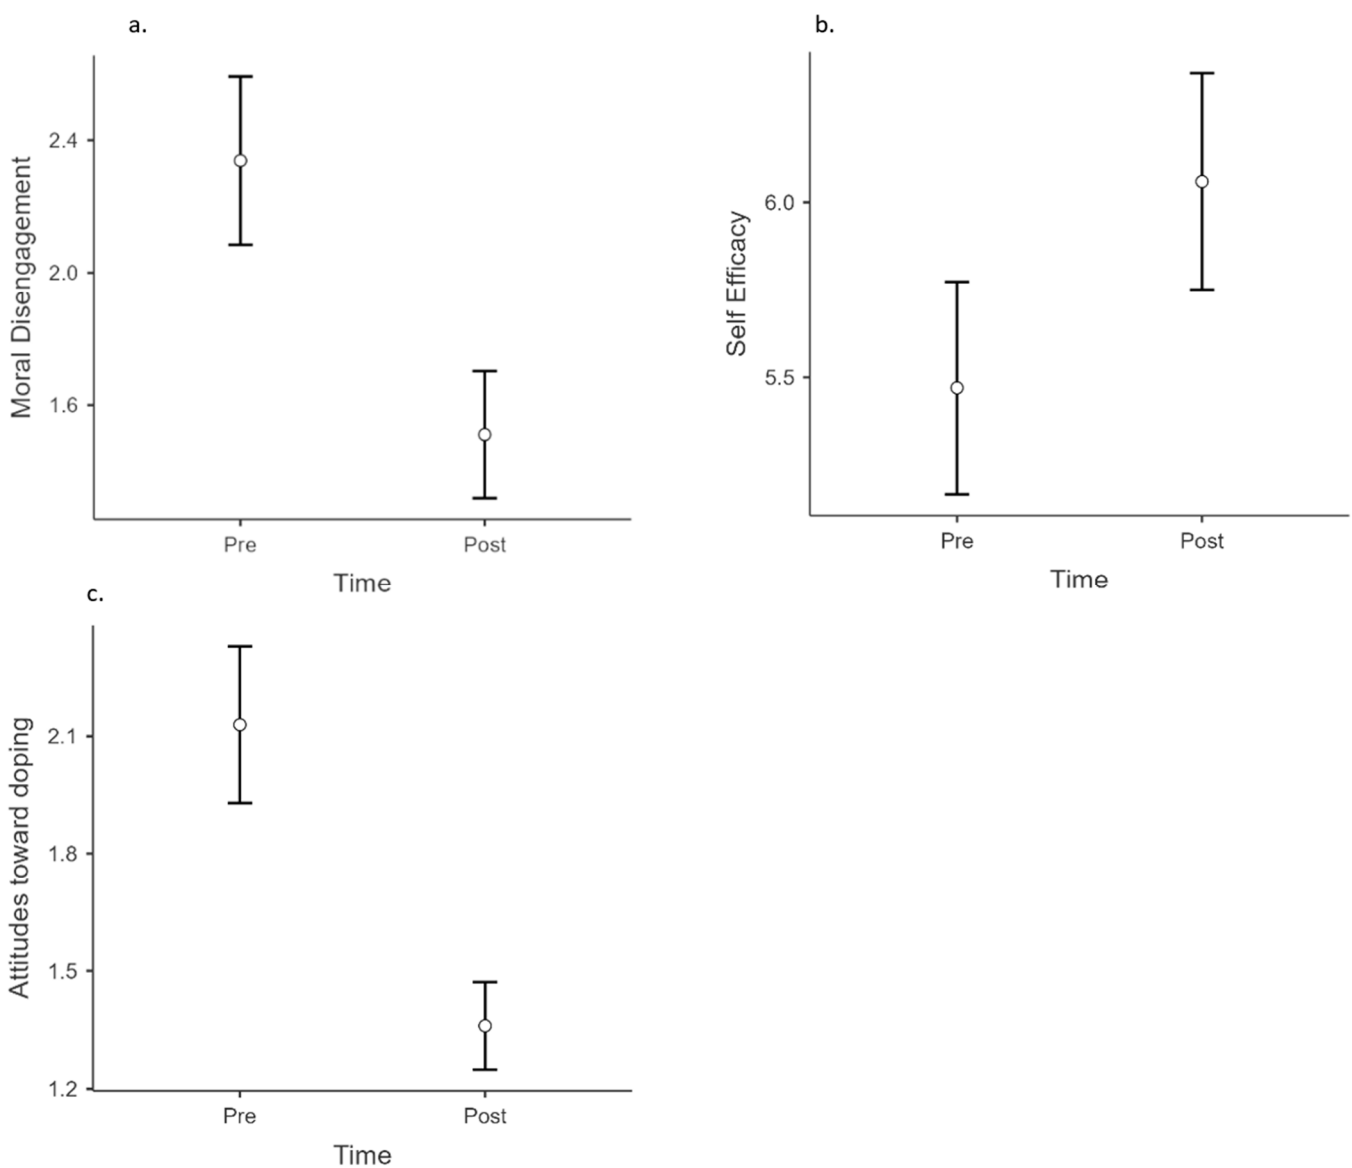 a.
Moral Disengagement
2.4
2.0
1.6
Pre Post
Time
b.
Self Efficacy
6.0
5.5
Pre Post
Time
c.
Attitudes toward doping
2.1
1.8
1.5
1.2
Pre Post
Time